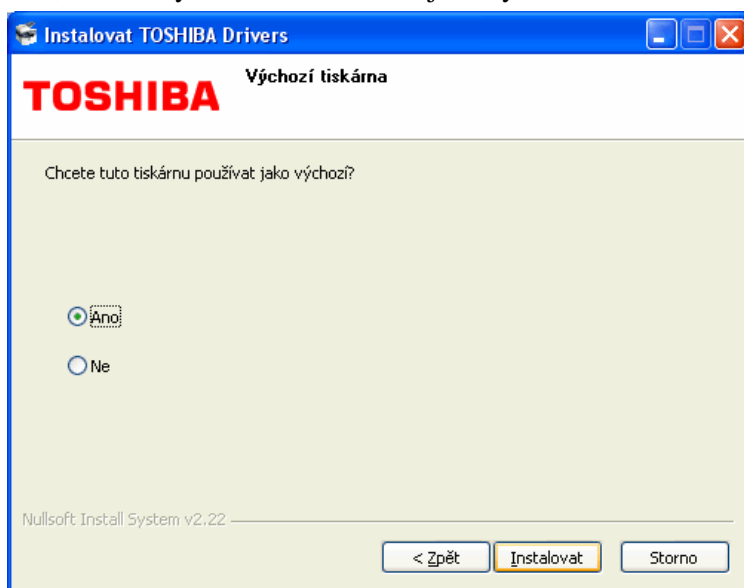 Instalovat TOSHIBA Drivers
TOSHIBA
Výchozí tiskárna
Chcete tuto tiskárnu používat jako výchozí?
Ano
Ne
Nullsoft Install System v2.22
< Zpět
Instalovat
Storno